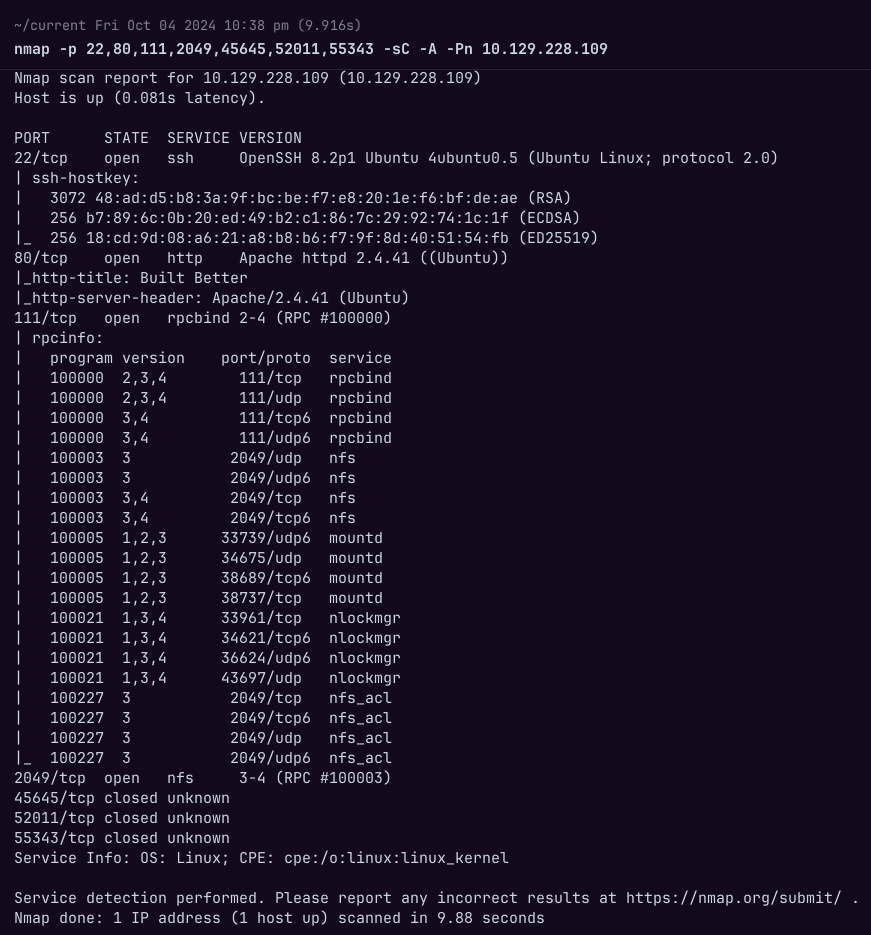 ~/current Fri Oct 04 2024 10:38 pm (9.916s)
nmap -p 22,80,111,2049,45645,52011,55343 -sC -A -Pn 10.129.228.109
Nmap scan report for 10.129.228.109 (10.129.228.109)
Host is up (0.081s latency).

PORT      STATE  SERVICE VERSION
22/tcp    open   ssh     OpenSSH 8.2p1 Ubuntu 4ubuntu0.5 (Ubuntu Linux; protocol 2.0)
| ssh-hostkey:
|   3072 48:ad:d5:b8:3a:9f:bc:be:f7:e8:20:1e:f6:bf:de:ae (RSA)
|   256 b7:89:6c:0b:20:ed:49:b2:c1:86:7c:29:92:74:1c:1f (ECDSA)
|_  256 18:cd:9d:08:a6:21:a8:b8:b6:f7:9f:8d:40:51:54:fb (ED25519)
80/tcp    open   http    Apache httpd 2.4.41 ((Ubuntu))
|_http-title: Built Better
|_http-server-header: Apache/2.4.41 (Ubuntu)
111/tcp   open   rpcbind 2-4 (RPC #100000)
| rpcinfo:
|   program version    port/proto  service
|   100000  2,3,4        111/tcp   rpcbind
|   100000  2,3,4        111/udp   rpcbind
|   100000  3,4          111/tcp6  rpcbind
|   100000  3,4          111/udp6  rpcbind
|   100003  3           2049/udp   nfs
|   100003  3           2049/udp6  nfs
|   100003  3,4         2049/tcp   nfs
|   100003  3,4         2049/tcp6  nfs
|   100005  1,2,3      33739/udp6  mountd
|   100005  1,2,3      34675/udp   mountd
|   100005  1,2,3      38689/tcp6  mountd
|   100005  1,2,3      38737/tcp   mountd
|   100021  1,3,4      33961/tcp   nlockmgr
|   100021  1,3,4      34621/tcp6  nlockmgr
|   100021  1,3,4      36624/udp6  nlockmgr
|   100021  1,3,4      43697/udp   nlockmgr
|   100227  3           2049/tcp   nfs_acl
|   100227  3           2049/tcp6  nfs_acl
|   100227  3           2049/udp   nfs_acl
|_  100227  3           2049/udp6  nfs_acl
2049/tcp  open   nfs     3-4 (RPC #100003)
45645/tcp closed unknown
52011/tcp closed unknown
55343/tcp closed unknown
Service Info: OS: Linux; CPE: cpe:/o:linux:linux_kernel

Service detection performed. Please report any incorrect results at https://nmap.org/submit/ .
Nmap done: 1 IP address (1 host up) scanned in 9.88 seconds